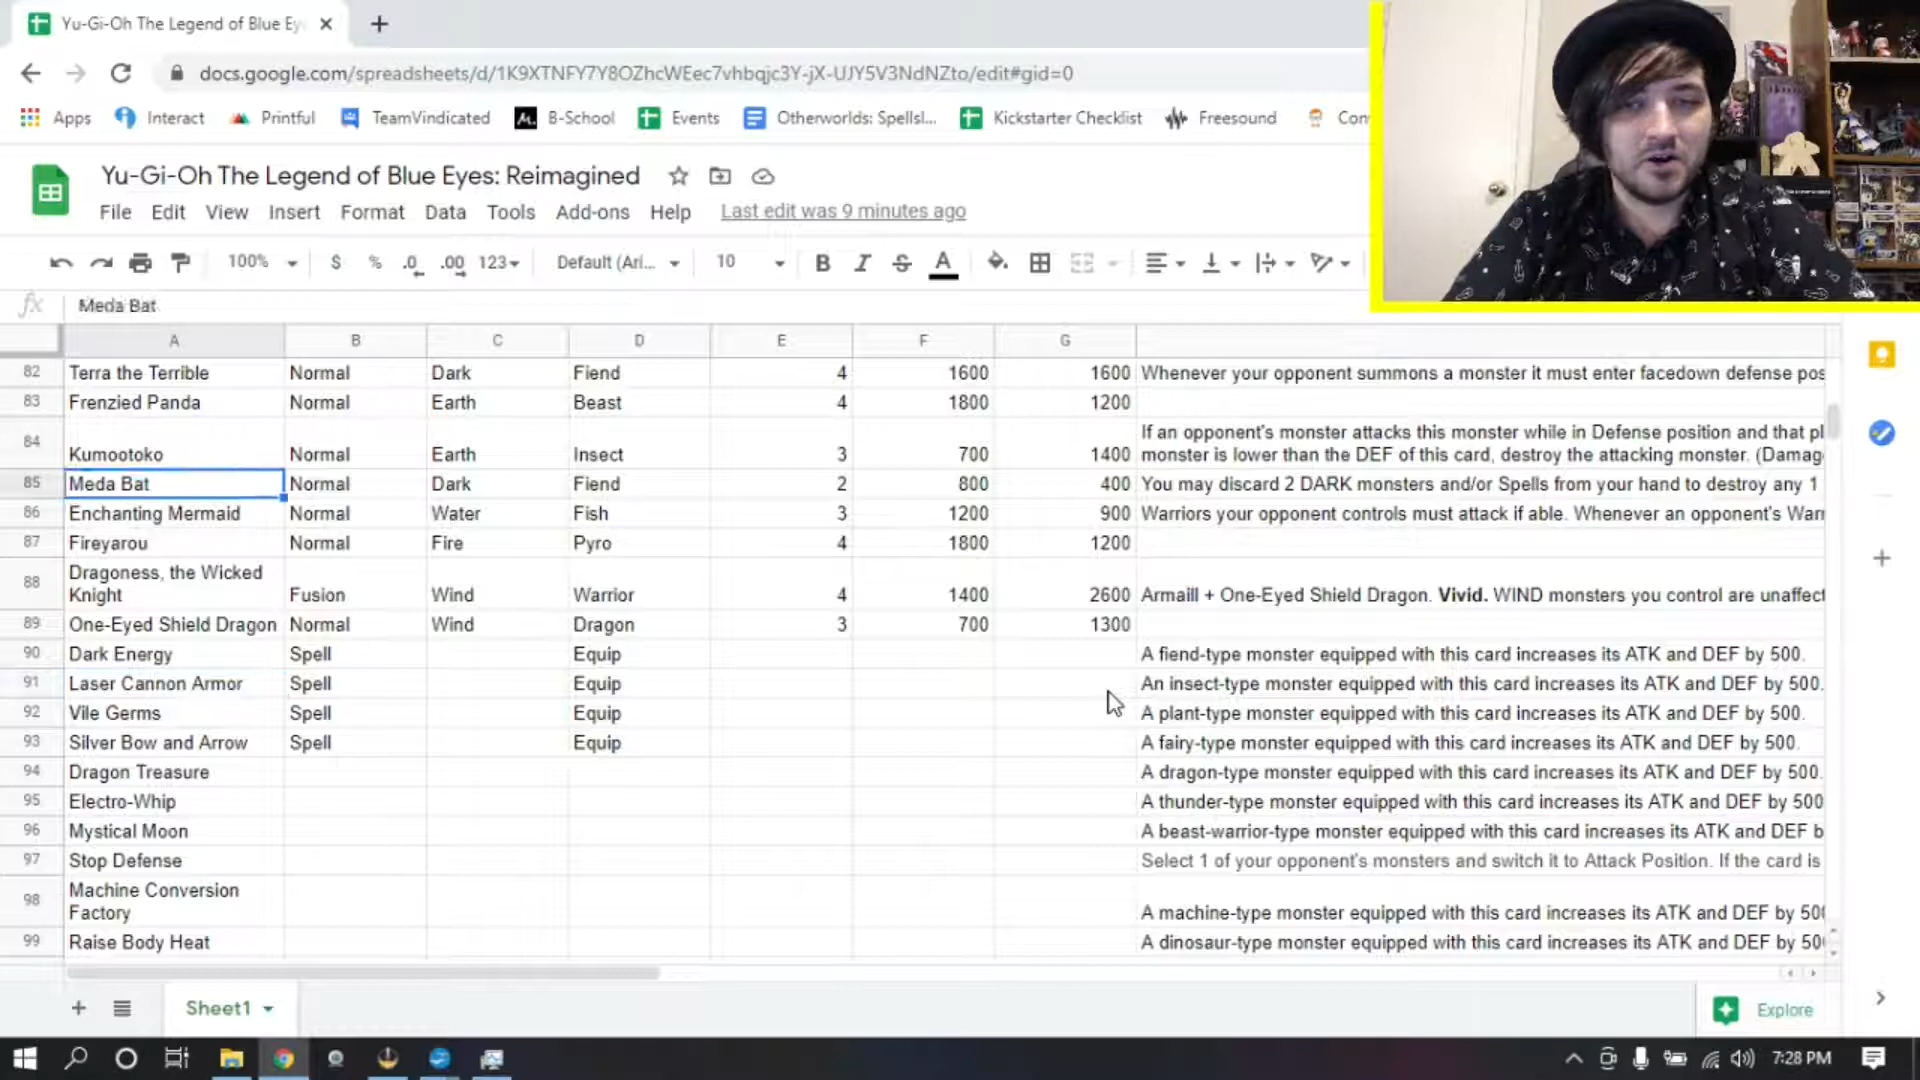 Yu-Gi-Oh The Legend of Blue Ey
docs.google.com/spreadsheets/d/1K9XTNFY7Y8OZhcWEec7vhbqjc3Y-jX-UJY5V3NdNZto/edit#gid=0
Apps Interact Printful TeamVindicated B-School Events Otherworlds: Spellsl... Kickstarter Checklist Freesound Con
Yu-Gi-Oh The Legend of Blue Eyes: Reimagined
File Edit View Insert Format Data Tools Add-ons Help Last edit was 9 minutes ago
100% $ % .0 .00 123 Default (Ari... 10 B I S A
fx Meda Bat
A B C D E F G
82 Terra the Terrible Normal Dark Fiend 4 1600 1600 Whenever your opponent summons a monster it must enter facedown defense pos
83 Frenzied Panda Normal Earth Beast 4 1800 1200
If an opponent's monster attacks this monster while in Defense position and that pl
84 Kumootoko Normal Earth Insect 3 700 1400 monster is lower than the DEF of this card, destroy the attacking monster. (Damag
85 Meda Bat Normal Dark Fiend 2 800 400 You may discard 2 DARK monsters and/or Spells from your hand to destroy any 1
86 Enchanting Mermaid Normal Water Fish 3 1200 900 Warriors your opponent controls must attack if able. Whenever an opponent's Warr
87 Fireyarou Normal Fire Pyro 4 1800 1200
Dragoness, the Wicked
88 Knight Fusion Wind Warrior 4 1400 2600 Armaill + One-Eyed Shield Dragon. Vivid. WIND monsters you control are unaffect
89 One-Eyed Shield Dragon Normal Wind Dragon 3 700 1300
90 Dark Energy Spell Equip A fiend-type monster equipped with this card increases its ATK and DEF by 500.
91 Laser Cannon Armor Spell Equip An insect-type monster equipped with this card increases its ATK and DEF by 500.
92 Vile Germs Spell Equip A plant-type monster equipped with this card increases its ATK and DEF by 500.
93 Silver Bow and Arrow Spell Equip A fairy-type monster equipped with this card increases its ATK and DEF by 500.
94 Dragon Treasure A dragon-type monster equipped with this card increases its ATK and DEF by 500.
95 Electro-Whip A thunder-type monster equipped with this card increases its ATK and DEF by 500
96 Mystical Moon A beast-warrior-type monster equipped with this card increases its ATK and DEF b
97 Stop Defense Select 1 of your opponent's monsters and switch it to Attack Position. If the card is
Machine Conversion
98 Factory A machine-type monster equipped with this card increases its ATK and DEF by 50
99 Raise Body Heat A dinosaur-type monster equipped with this card increases its ATK and DEF by 50
Sheet1 Explore
7:28 PM